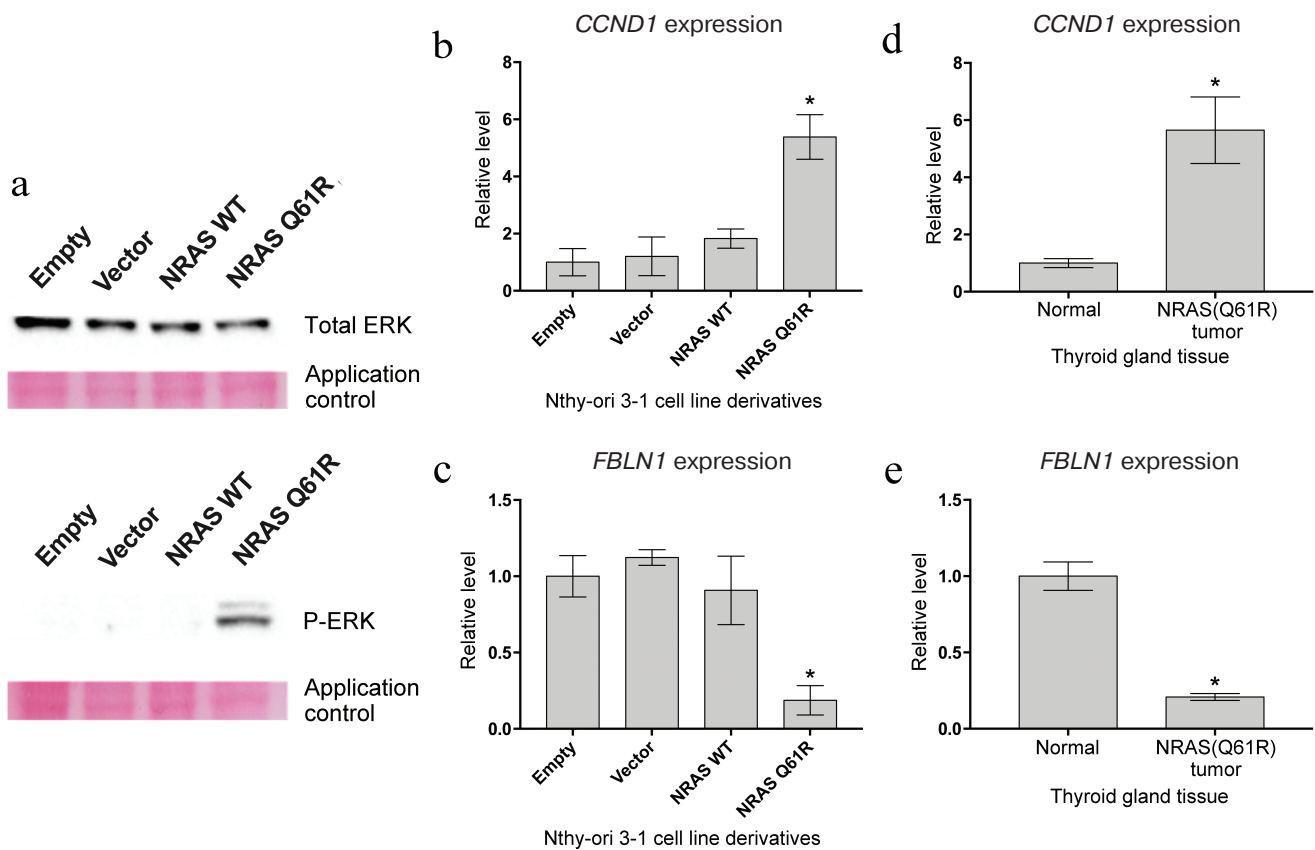 a
Empty
Vector
NRAS WT
NRAS Q61R
Total ERK
Application
control
Empty
Vector
NRAS WT
NRAS Q61R
P-ERK
Application
control
b
CCND1 expression
Relative level
8
6
4
2
0
*
Empty
Vector
NRAS WT
NRAS Q61R
Nthy-ori 3-1 cell line derivatives
c
FBLN1 expression
Relative level
1.5
1.0
0.5
0.0
*
Empty
Vector
NRAS WT
NRAS Q61R
Nthy-ori 3-1 cell line derivatives
d
CCND1 expression
Relative level
8
6
4
2
0
*
Normal
NRAS(Q61R)
tumor
Thyroid gland tissue
e
FBLN1 expression
Relative level
1.5
1.0
0.5
0.0
*
Normal
NRAS(Q61R)
tumor
Thyroid gland tissue